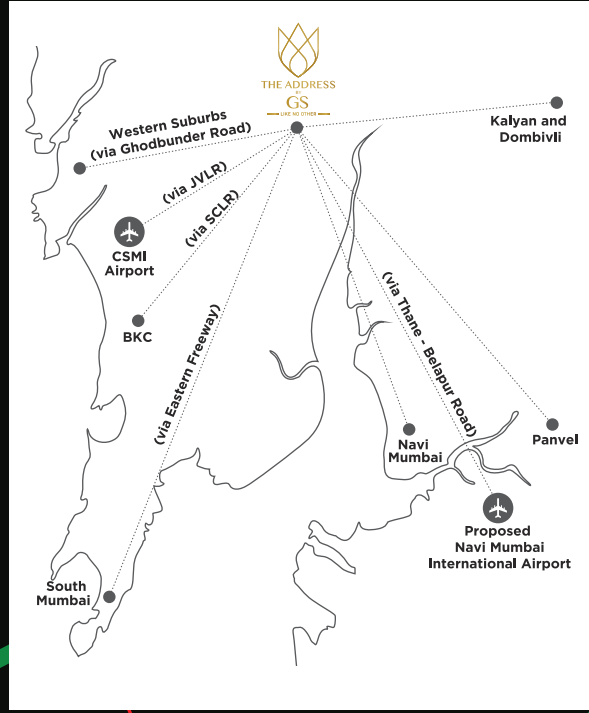 THE ADDRESS
BY
GS
LIKE NO OTHER
Western Suburbs
(via Ghodbunder Road)
Kalyan and
Dombivli
(via JVLR)
(via SCLR)
CSMI
Airport
BKC
(via Eastern Freeway)
(via Thane - Belapur Road)
Navi
Mumbai
Panvel
Proposed
Navi Mumbai
International Airport
South
Mumbai